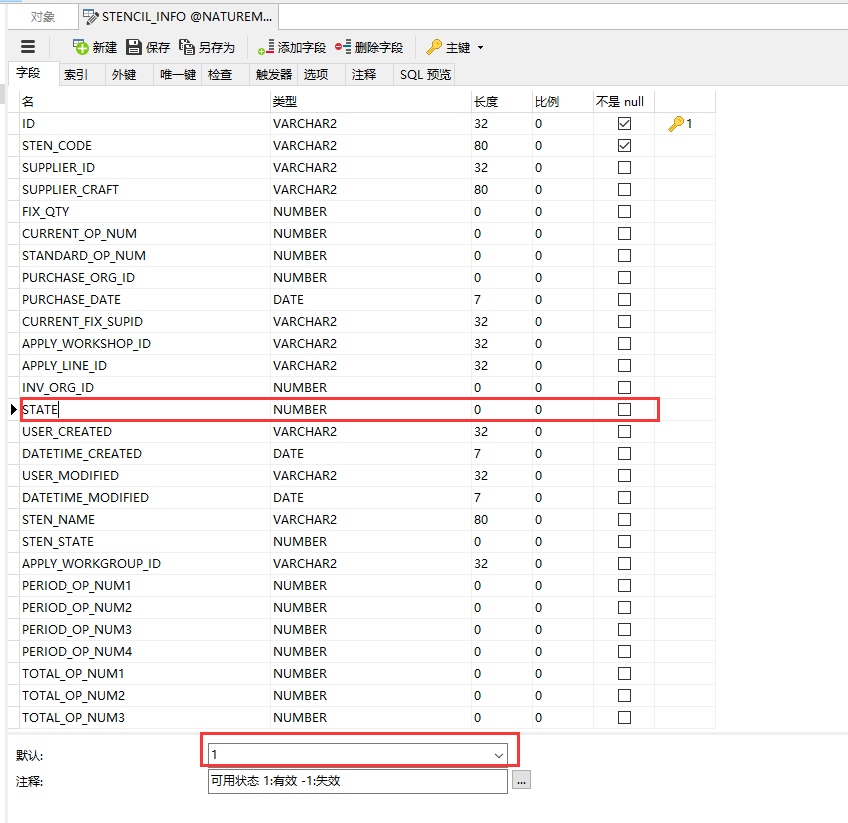 对象 STENCIL_INFO @NATUREM...
新建 保存 另存为 添加字段 删除字段 主键
字段 索引 外键 唯一键 检查 触发器 选项 注释 SQL 预览
名 类型 长度 比例 不是 null
ID VARCHAR2 32 0 1
STEN_CODE VARCHAR2 80 0
SUPPLIER_ID VARCHAR2 32 0
SUPPLIER_CRAFT VARCHAR2 80 0
FIX_QTY NUMBER 0 0
CURRENT_OP_NUM NUMBER 0 0
STANDARD_OP_NUM NUMBER 0 0
PURCHASE_ORG_ID NUMBER 0 0
PURCHASE_DATE DATE 7 0
CURRENT_FIX_SUPID VARCHAR2 32 0
APPLY_WORKSHOP_ID VARCHAR2 32 0
APPLY_LINE_ID VARCHAR2 32 0
INV_ORG_ID NUMBER 0 0
STATE NUMBER 0 0
USER_CREATED VARCHAR2 32 0
DATETIME_CREATED DATE 7 0
USER_MODIFIED VARCHAR2 32 0
DATETIME_MODIFIED DATE 7 0
STEN_NAME VARCHAR2 80 0
STEN_STATE NUMBER 0 0
APPLY_WORKGROUP_ID VARCHAR2 32 0
PERIOD_OP_NUM1 NUMBER 0 0
PERIOD_OP_NUM2 NUMBER 0 0
PERIOD_OP_NUM3 NUMBER 0 0
PERIOD_OP_NUM4 NUMBER 0 0
TOTAL_OP_NUM1 NUMBER 0 0
TOTAL_OP_NUM2 NUMBER 0 0
TOTAL_OP_NUM3 NUMBER 0 0
默认: 1
注释: 可用状态 1:有效 -1:失效 ...